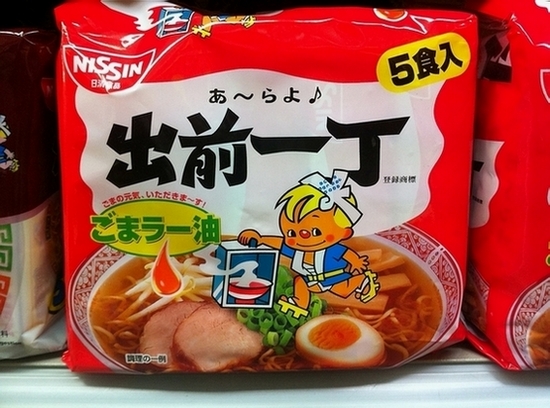 NISSIN
日清食品
5食入
あ〜らよ♪
出前一丁
登録商標
ごまの元気、いただきま〜す!
ごまラー油
調理の一例